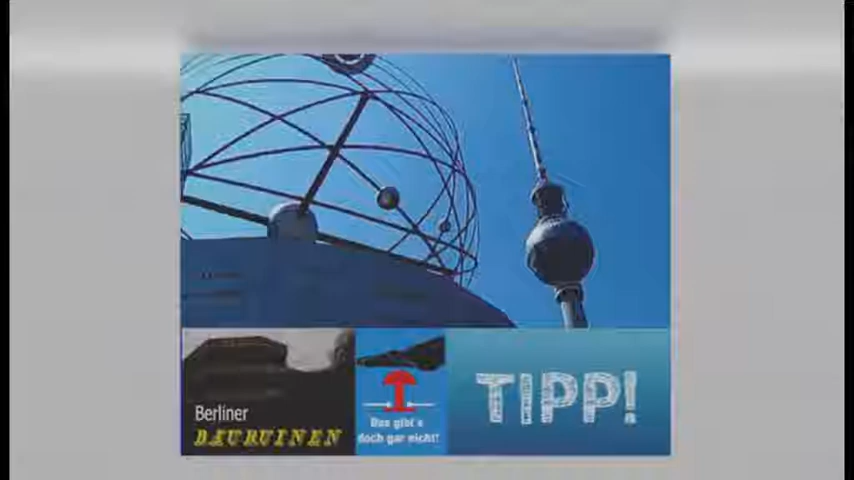 Berliner
BAURUINEN
Das gibt's
doch gar nicht!
TIPP!